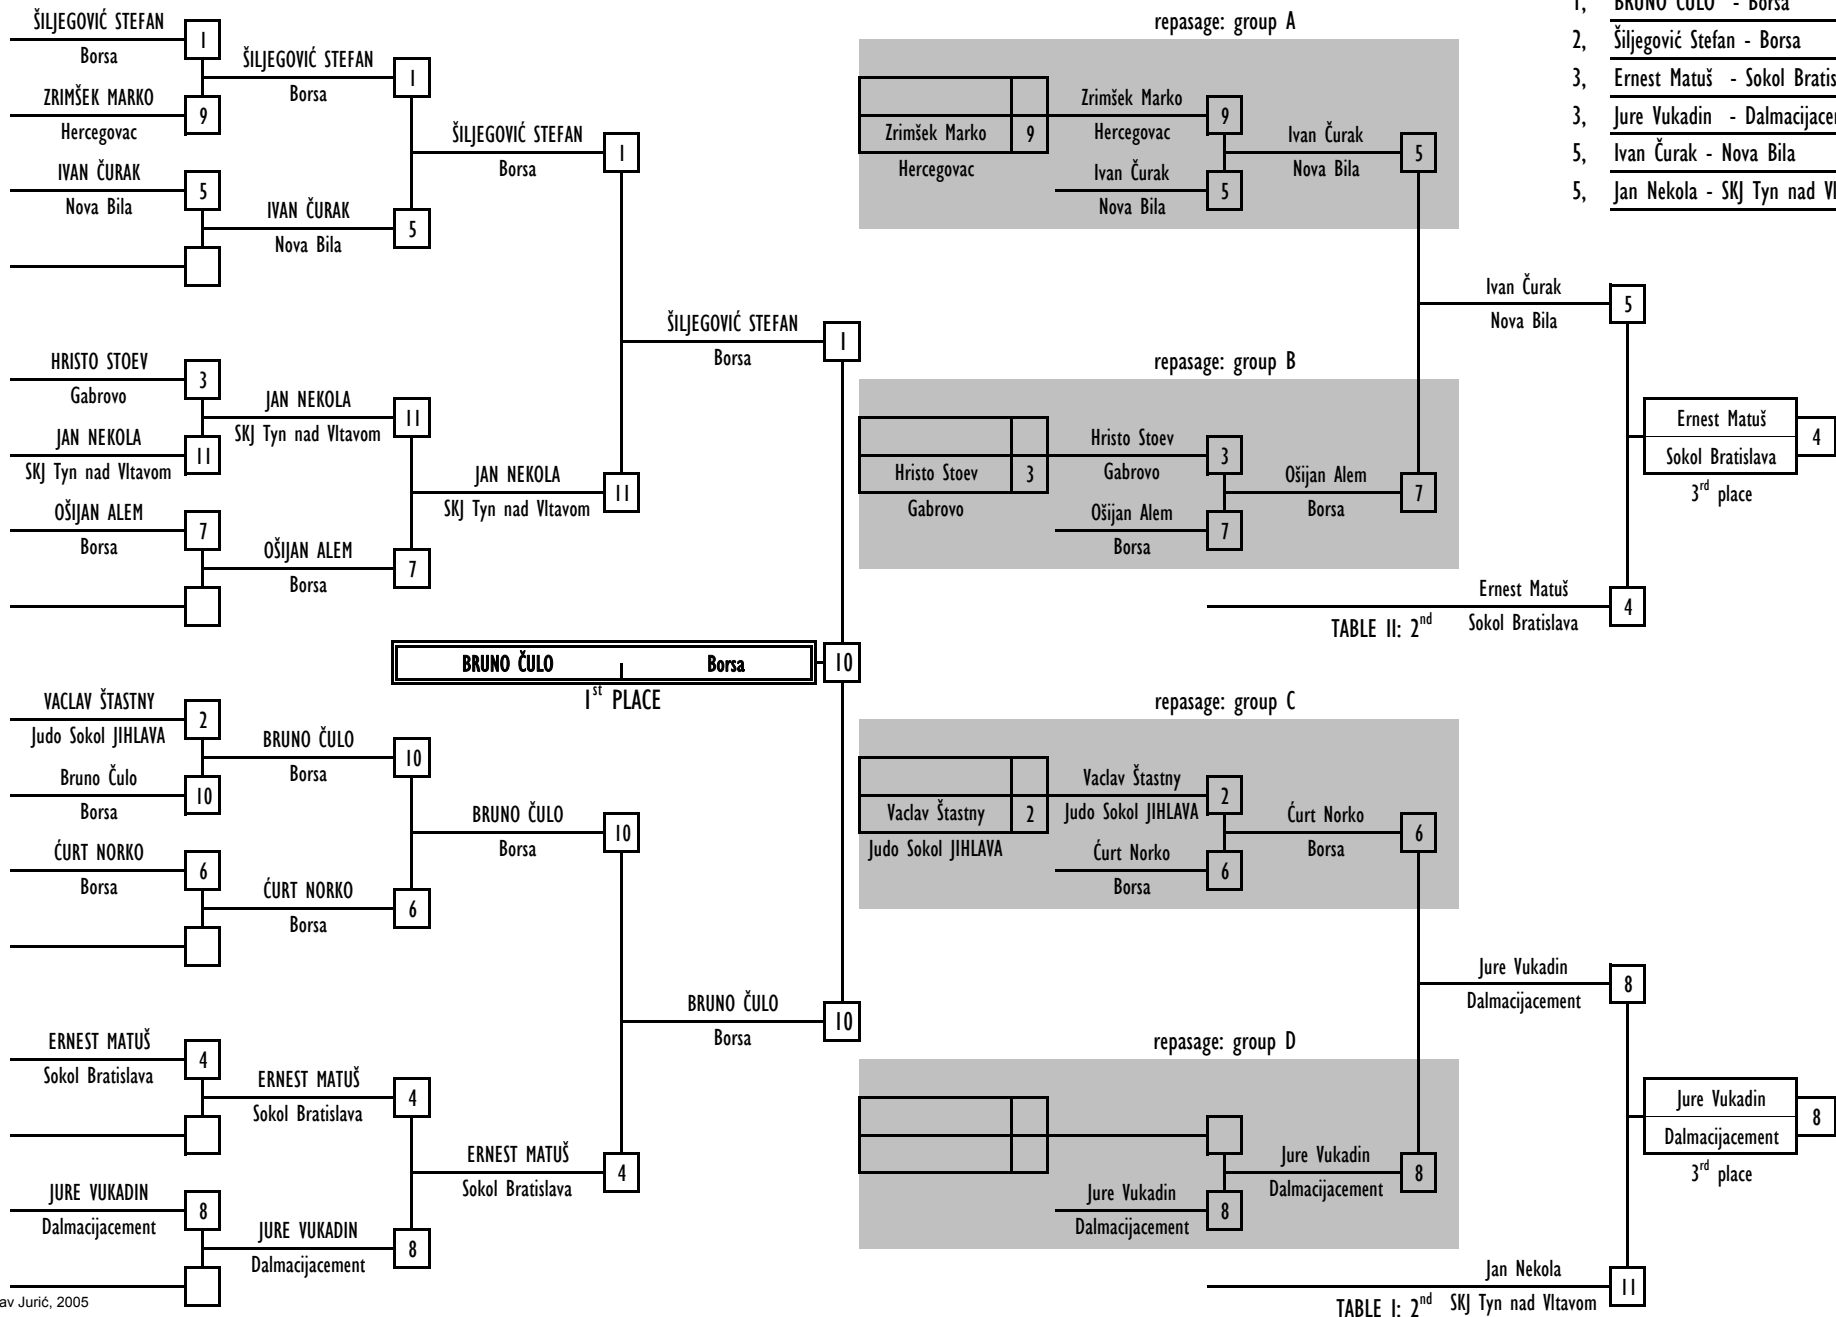 ŠILJEGOVIĆ STEFAN
Borsa
1
ZRIMŠEK MARKO
Hercegovac
9
IVAN ČURAK
Nova Bila
5
HRISTO STOEV
Gabrovo
3
JAN NEKOLA
SKJ Tyn nad Vltavom
11
OŠIJAN ALEM
Borsa
7
VACLAV ŠTASTNY
Judo Sokol JIHLAVA
2
Bruno Čulo
Borsa
10
ĆURT NORKO
Borsa
6
ERNEST MATUŠ
Sokol Bratislava
4
JURE VUKADIN
Dalmacijacement
8
av Jurić, 2005
ŠILJEGOVIĆ STEFAN
Borsa
1
IVAN ČURAK
Nova Bila
5
JAN NEKOLA
SKJ Tyn nad Vltavom
11
OŠIJAN ALEM
Borsa
7
BRUNO ČULO
Borsa
10
ĆURT NORKO
Borsa
6
ERNEST MATUŠ
Sokol Bratislava
4
JURE VUKADIN
Dalmacijacement
8
ŠILJEGOVIĆ STEFAN
Borsa
1
JAN NEKOLA
SKJ Tyn nad Vltavom
11
BRUNO ČULO
Borsa
10
ERNEST MATUŠ
Sokol Bratislava
4
ŠILJEGOVIĆ STEFAN
Borsa
1
BRUNO ČULO Borsa 10
1st PLACE
BRUNO ČULO
Borsa
10
repasage: group A
Zrimšek Marko 9
Hercegovac
Zrimšek Marko
Hercegovac
9
Ivan Čurak
Nova Bila
5
Ivan Čurak
Nova Bila
5
repasage: group B
Hristo Stoev 3
Gabrovo
Hristo Stoev
Gabrovo
3
Ošijan Alem
Borsa
7
Ošijan Alem
Borsa
7
repasage: group C
Vaclav Štastny 2
Judo Sokol JIHLAVA
Vaclav Štastny
Judo Sokol JIHLAVA
2
Ćurt Norko
Borsa
6
Ćurt Norko
Borsa
6
repasage: group D
Jure Vukadin
Dalmacijacement
8
Jure Vukadin
Dalmacijacement
8
1, BRUNO ČULO - Borsa
2, Šiljegović Stefan - Borsa
3, Ernest Matuš - Sokol Bratis
3, Jure Vukadin - Dalmacijacem
5, Ivan Čurak - Nova Bila
5, Jan Nekola - SKJ Tyn nad Vl
Ivan Čurak
Nova Bila
5
Ernest Matuš
Sokol Bratislava
4
3rd place
Ernest Matuš
TABLE II: 2nd Sokol Bratislava
4
Jure Vukadin
Dalmacijacement
8
Jure Vukadin
Dalmacijacement
8
3rd place
Jan Nekola
TABLE I: 2nd SKJ Tyn nad Vltavom
11